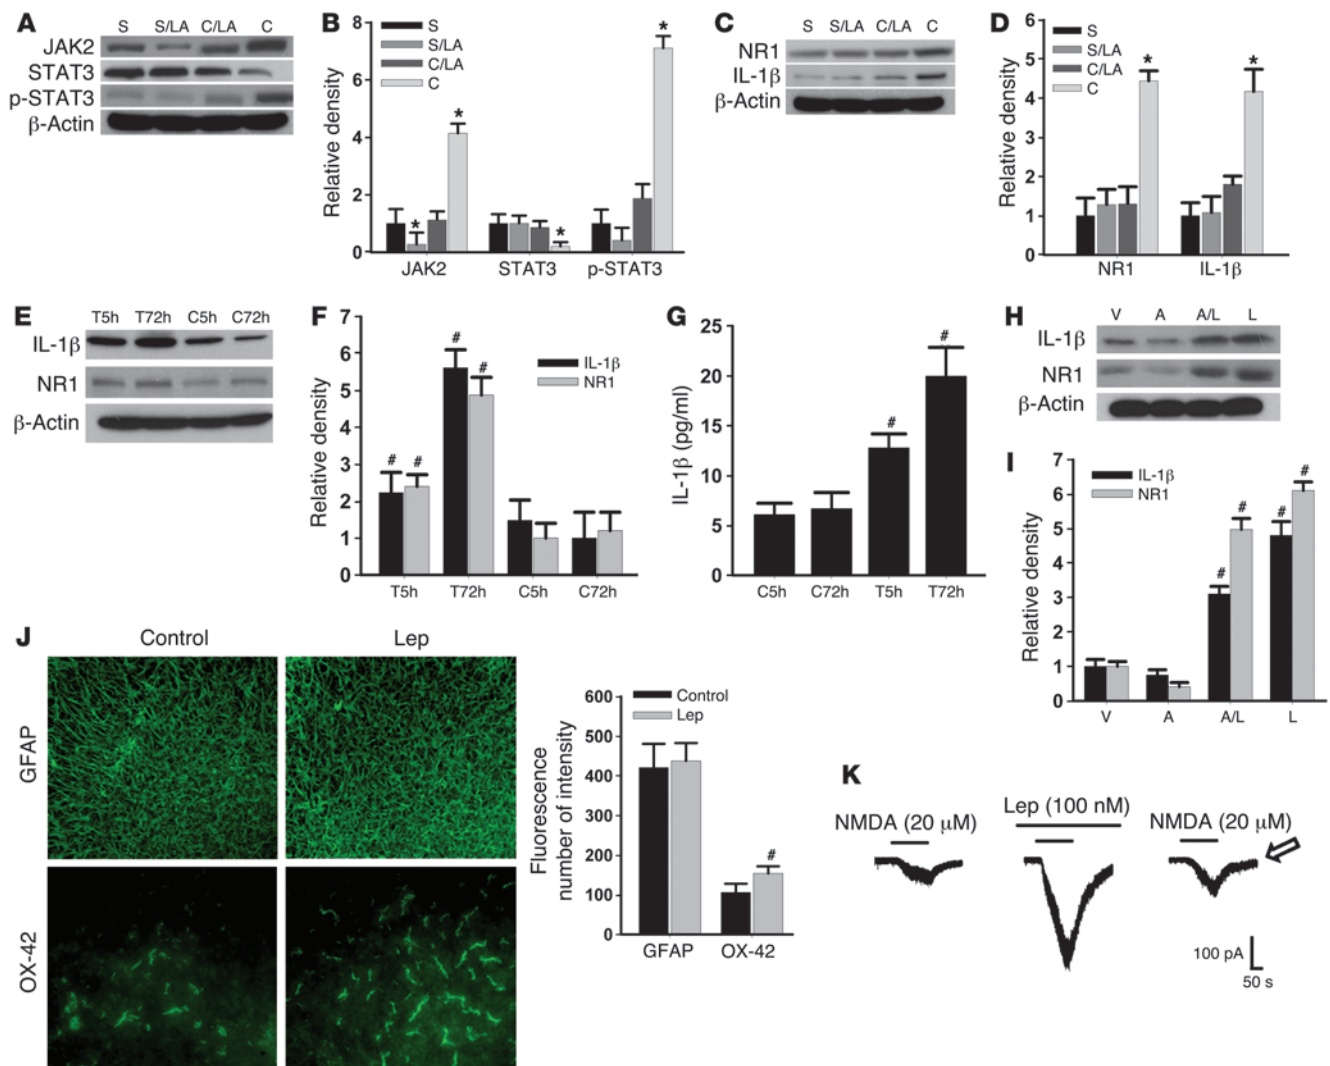 A
S S/LA C/LA C
JAK2
STAT3
p-STAT3
β-Actin
B
S
S/LA
C/LA
C
Relative density
8
6
4
2
0
*
*
*
*
JAK2 STAT3 p-STAT3
C
S S/LA C/LA C
NR1
IL-1β
β-Actin
D
S
S/LA
C/LA
C
Relative density
6
5
4
3
2
1
0
*
*
NR1 IL-1β
E
T5h T72h C5h C72h
IL-1β
NR1
β-Actin
F
IL-1β
NR1
Relative density
7
6
5
4
3
2
1
0
# #
# #
T5h T72h C5h C72h
G
IL-1β (pg/ml)
25
20
15
10
5
0
#
#
C5h C72h T5h T72h
H
V A A/L L
IL-1β
NR1
β-Actin
I
IL-1β
NR1
Relative density
7
6
5
4
3
2
1
0
# #
# #
V A A/L L
J
Control Lep
GFAP
OX-42
Control
Lep
Fluorescence
number of intensity
600
500
400
300
200
100
0
#
GFAP OX-42
K
NMDA (20 μM)
Lep (100 nM)
NMDA (20 μM)
100 pA
50 s